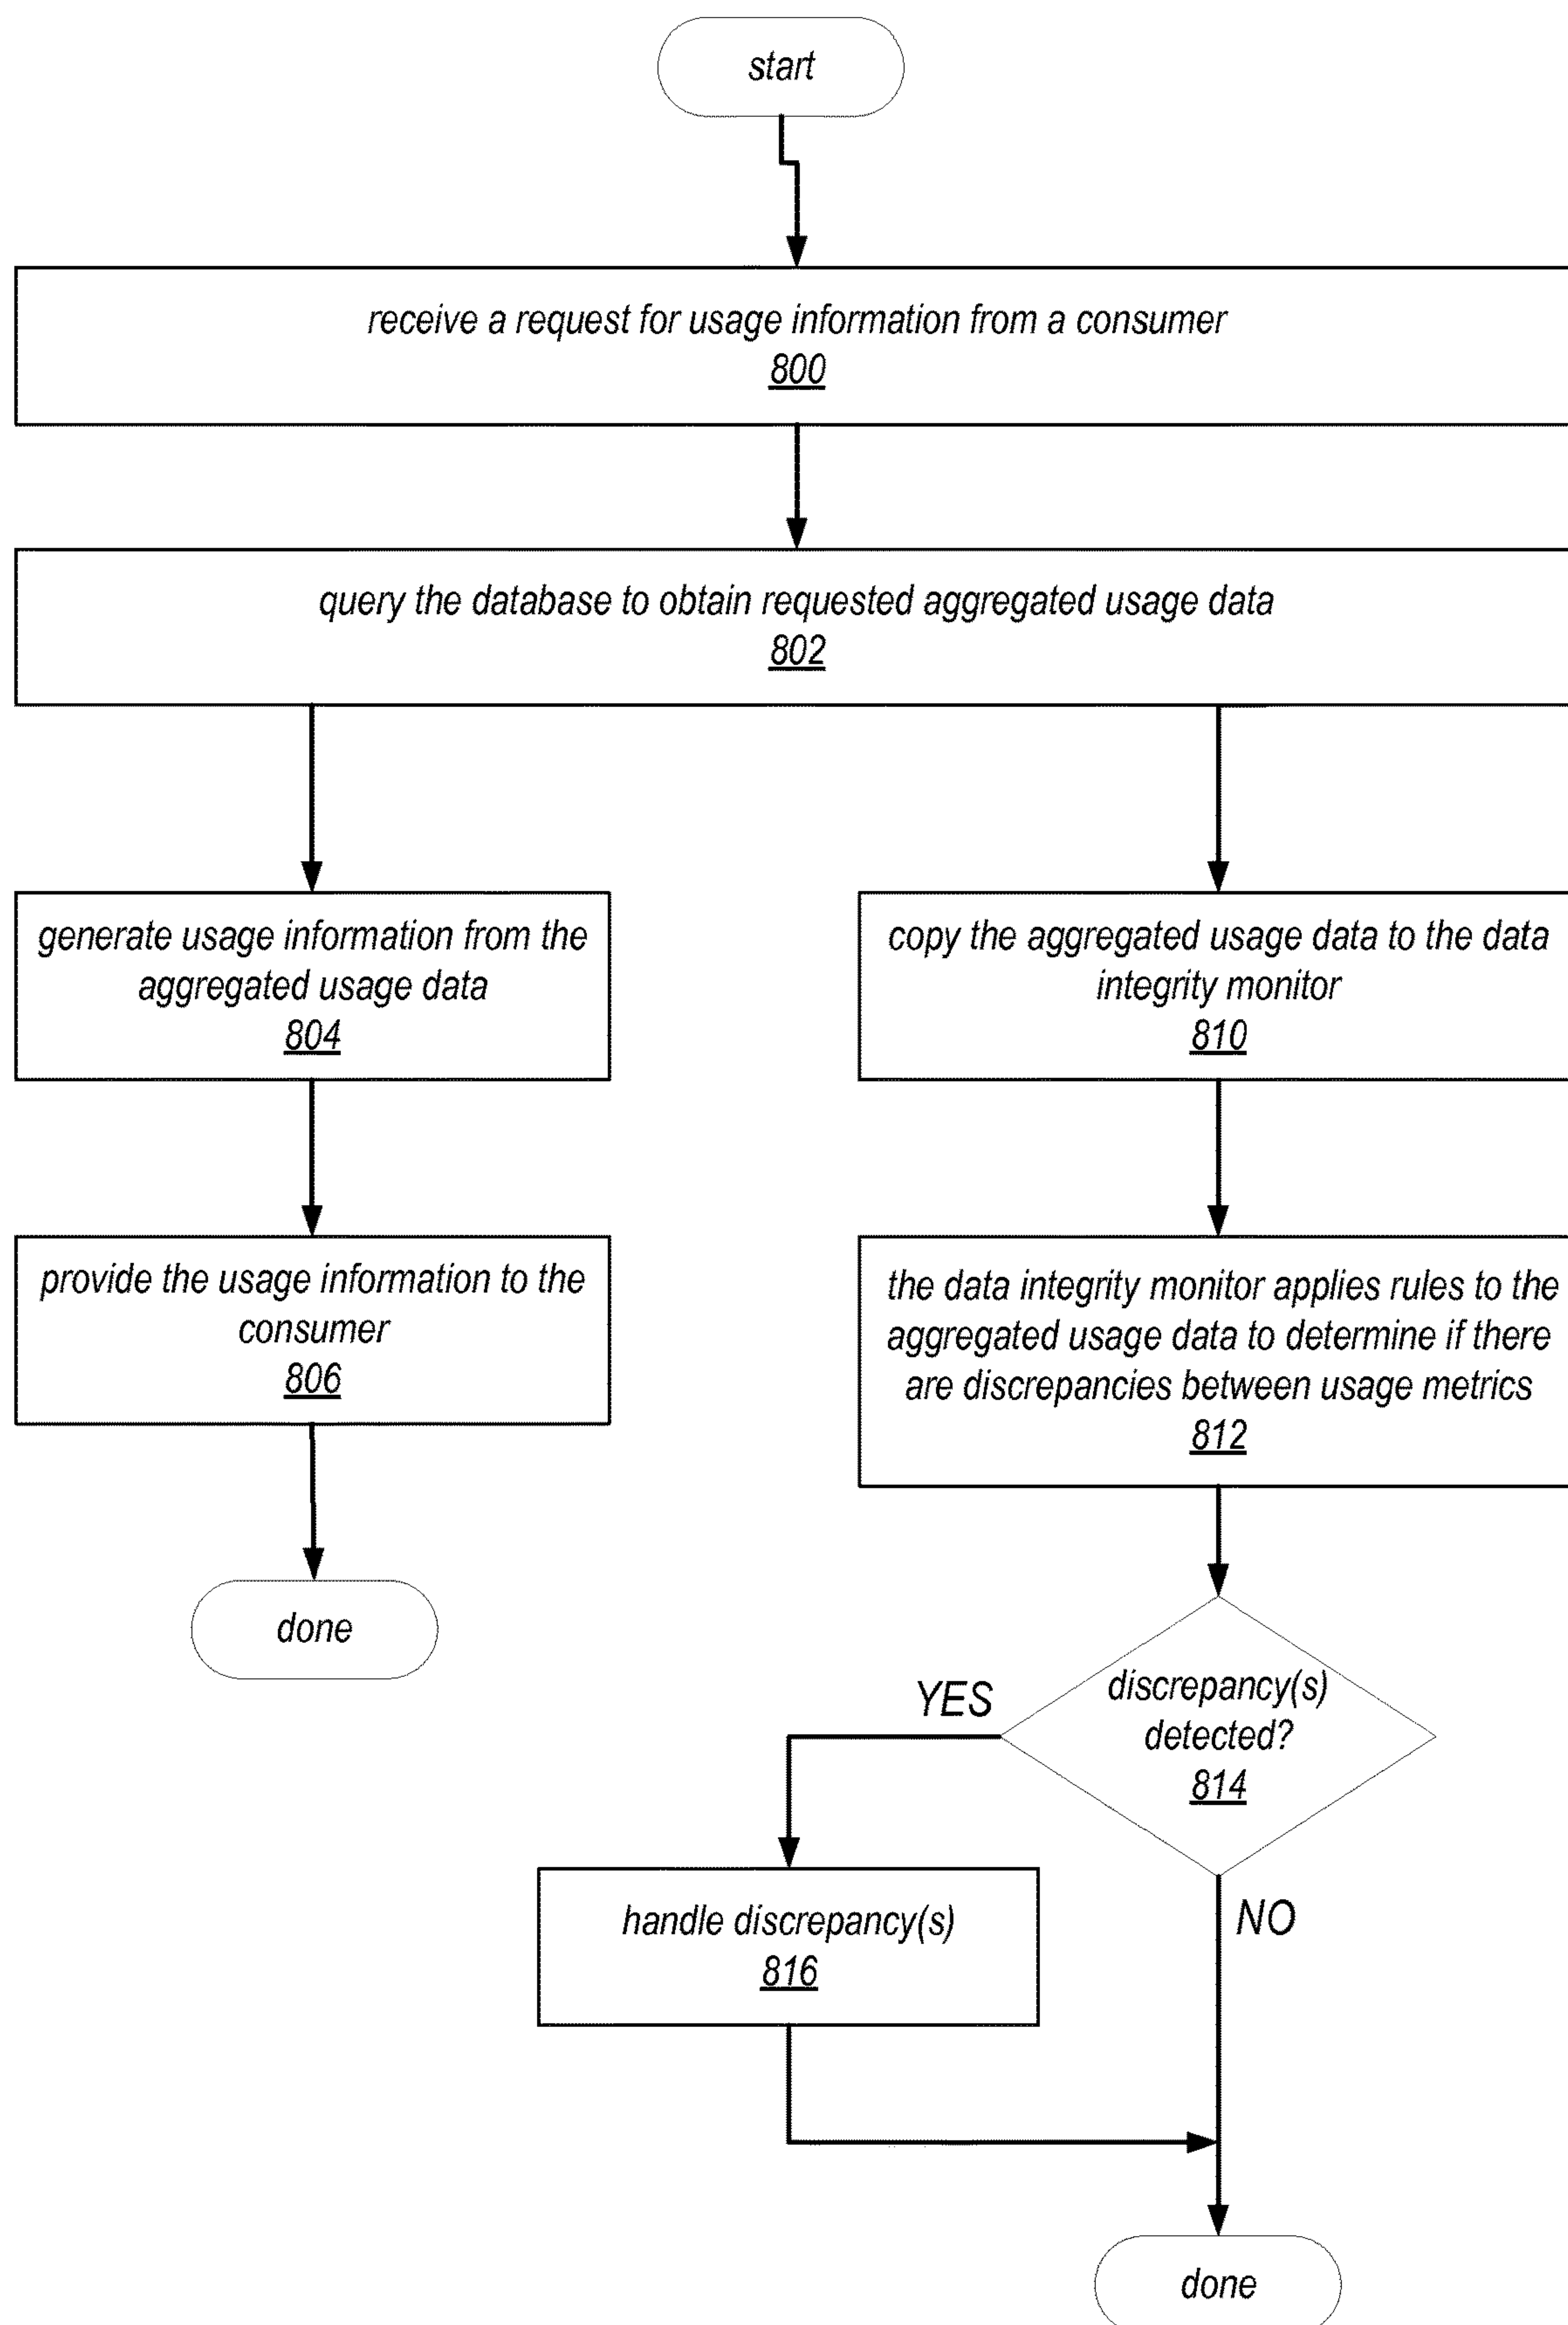 start
receive a request for usage information from a consumer
800
query the database to obtain requested aggregated usage data
802
generate usage information from the
aggregated usage data
804
copy the aggregated usage data to the data
integrity monitor
810
provide the usage information to the
consumer
806
the data integrity monitor applies rules to the
aggregated usage data to determine if there
are discrepancies between usage metrics
812
done
discrepancy(s)
detected?
814
YES
NO
handle discrepancy(s)
816
done